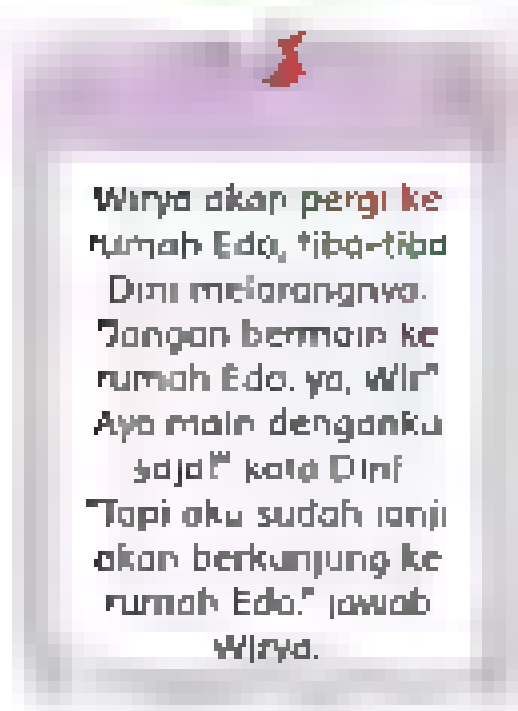 Wirya akan pergi ke
rumah Edo, tiba-tiba
Dini melarangnya.
"Jangan bermain ke
rumah Edo, ya, Wir"
Ayo main denganku
saja!" kata Dini
"Tapi aku sudah janji
akan berkunjung ke
rumah Edo." jawab
Wirya.